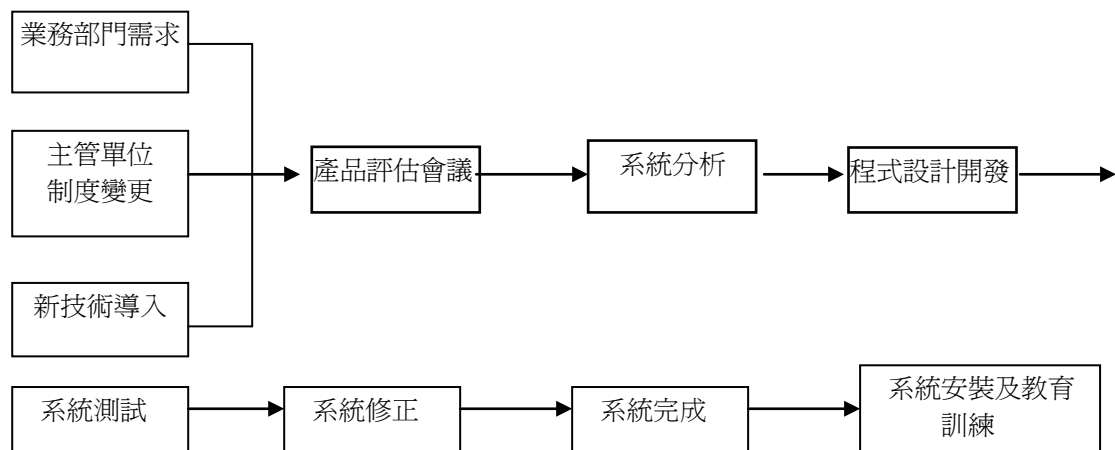 業務部門需求
主管單位
制度變更
產品評估會議
系統分析
程式設計開發
新技術導入
系統測試
系統修正
系統完成
系統安裝及教育
訓練